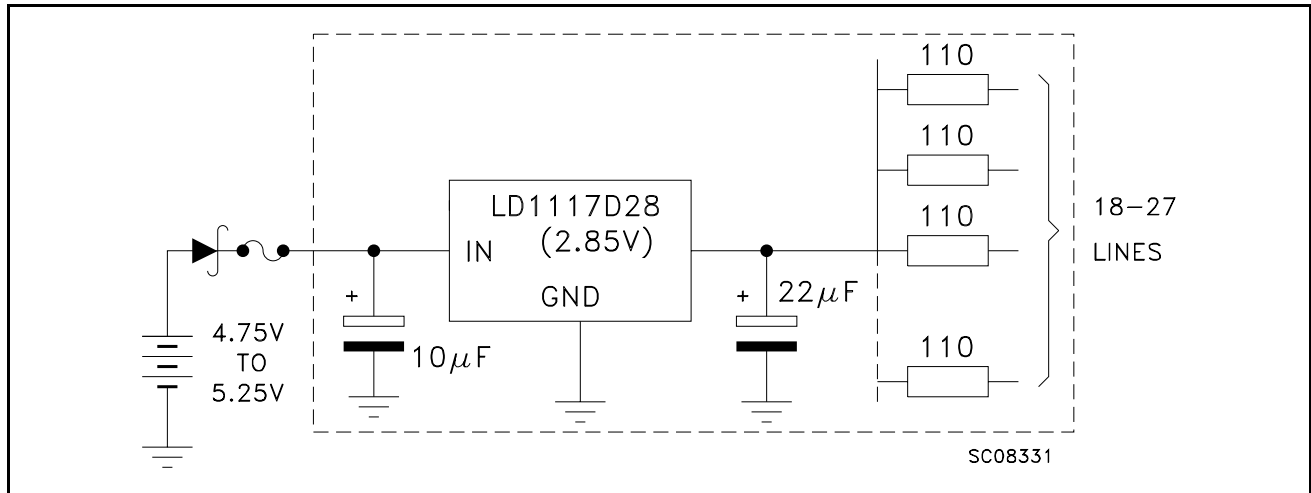 110
110
LD1117D28
110
18-27
(2.85V)
IN
LINES
GND
+
+
22μF
4.75V
TO
5.25V
10μF
110
SC08331